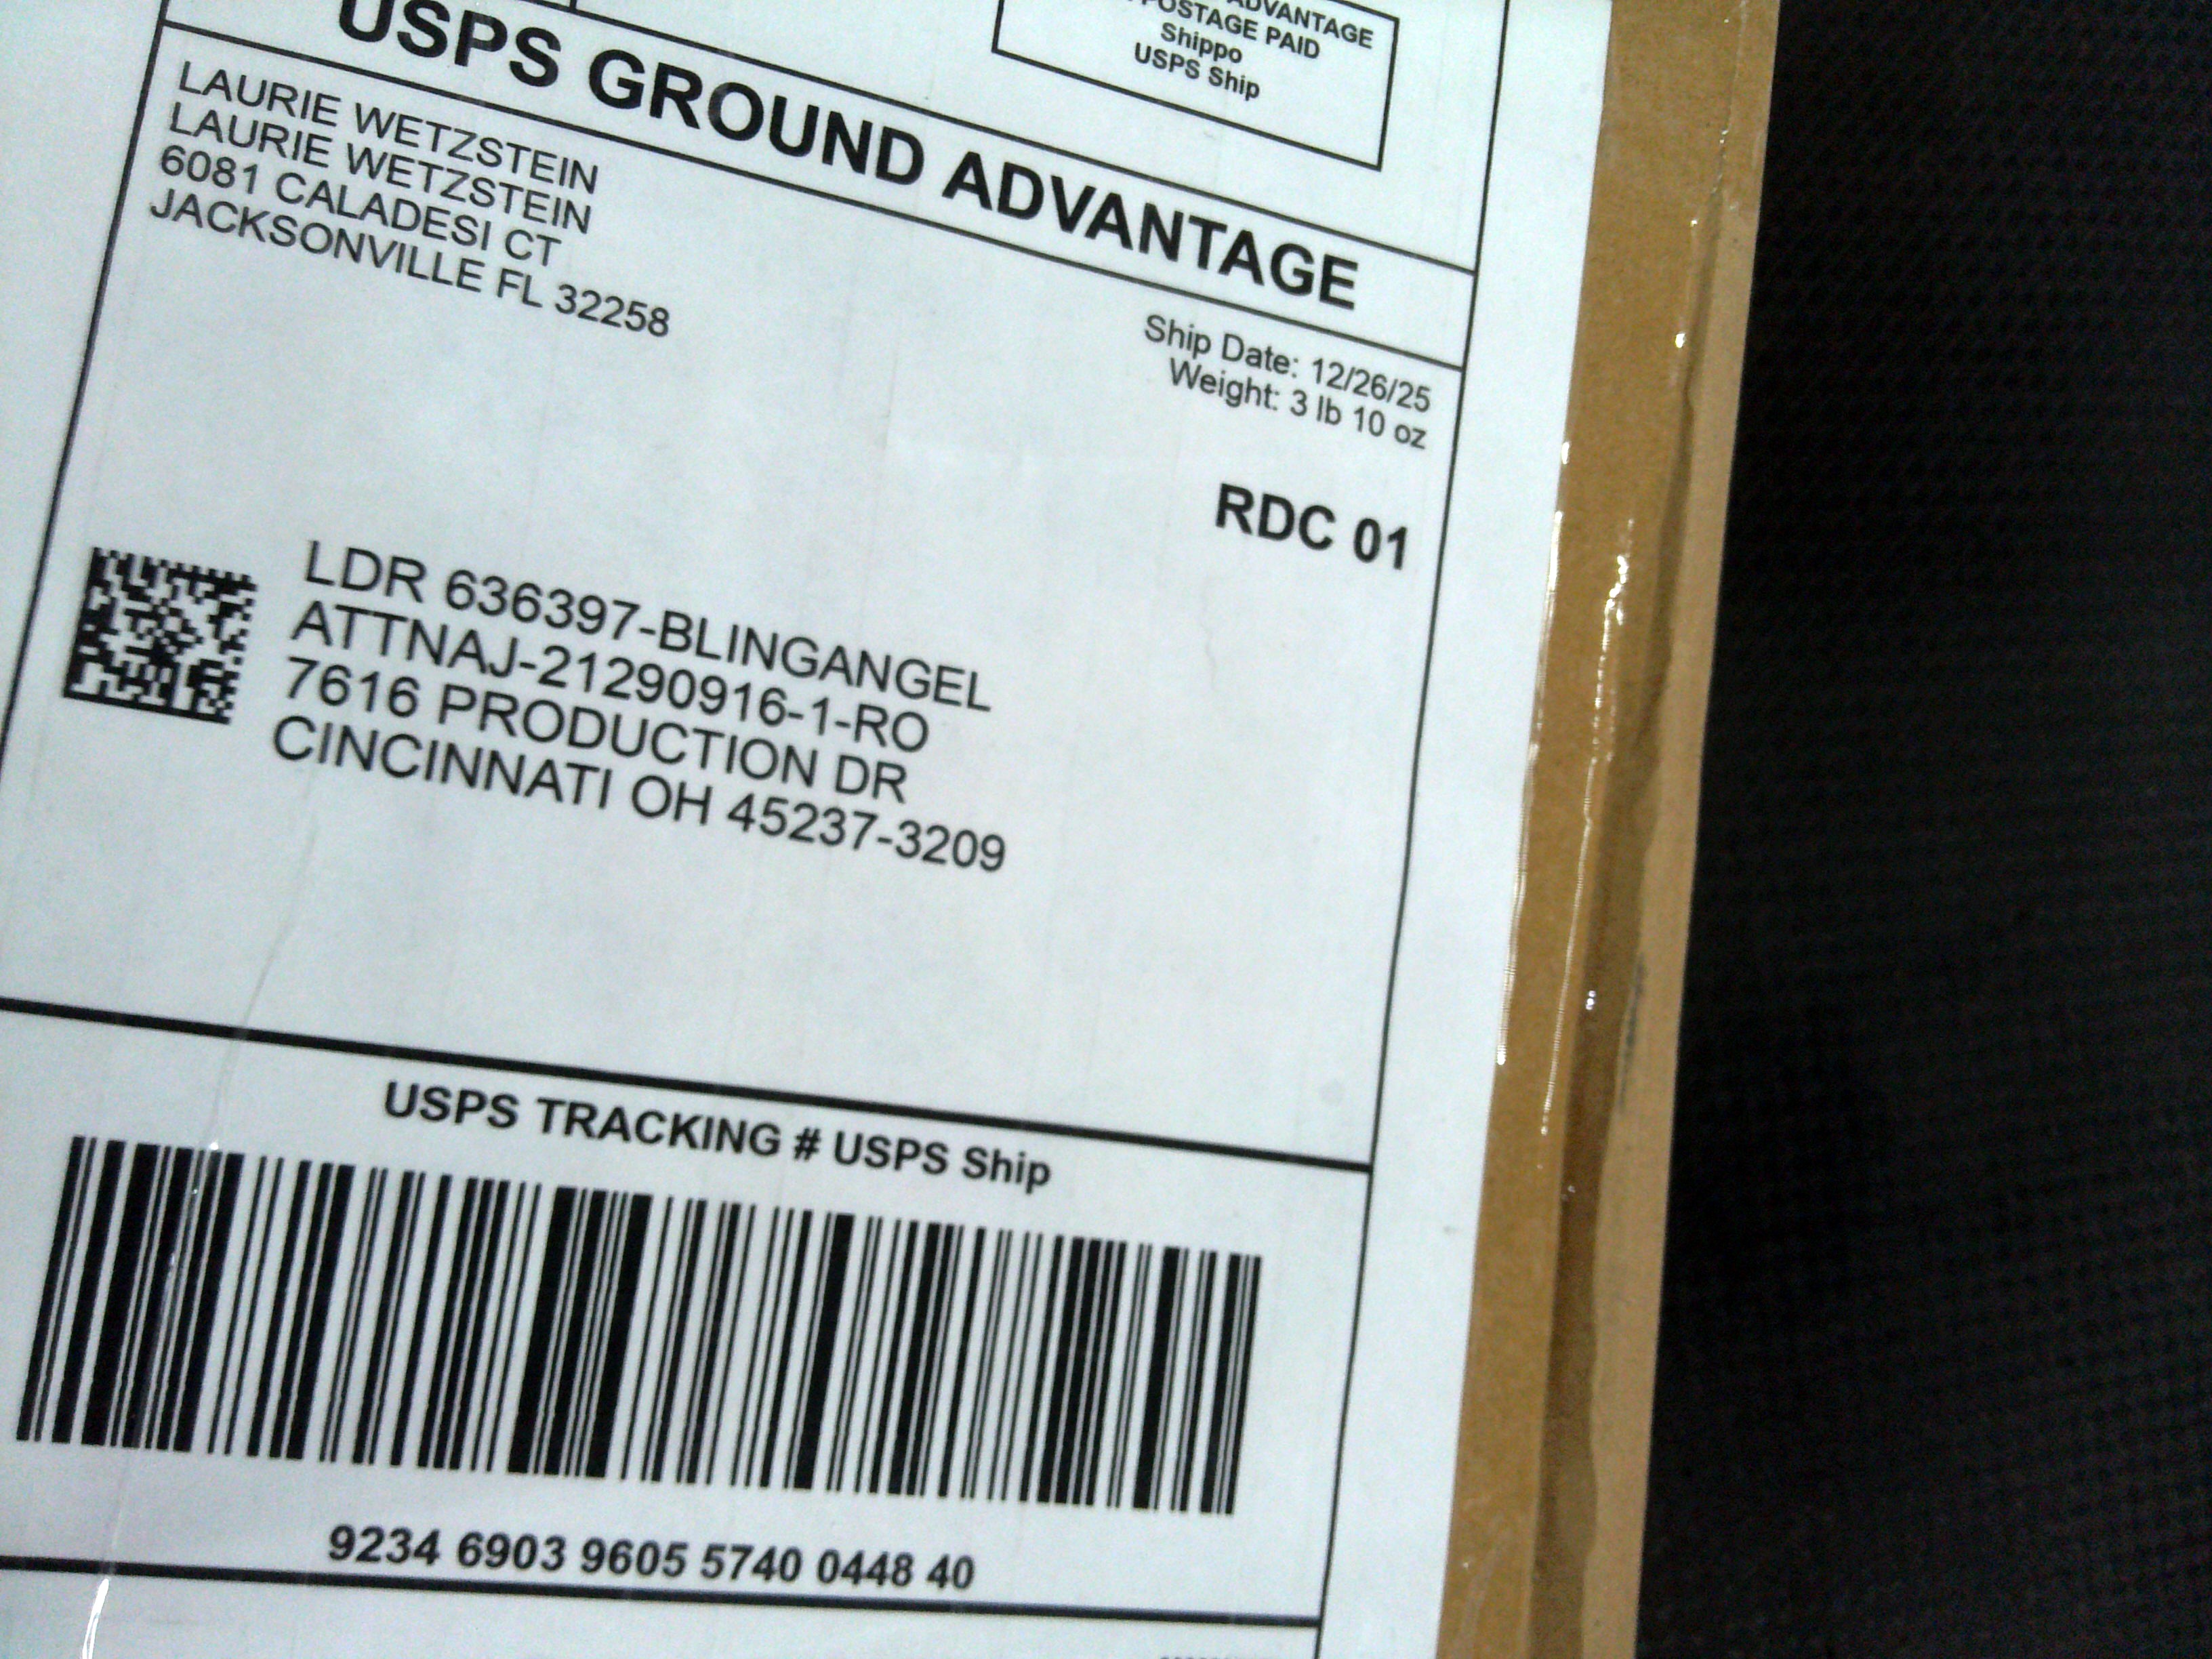 ADVANTAGE
POSTAGE PAID
Shippo
USPS Ship
USPS GROUND ADVANTAGE
LAURIE WETZSTEIN
LAURIE WETZSTEIN
6081 CALADESI CT
JACKSONVILLE FL 32258
Ship Date: 12/26/25
Weight: 3 lb 10 oz
RDC 01
LDR 636397-BLINGANGEL
ATTNAJ-21290916-1-RO
7616 PRODUCTION DR
CINCINNATI OH 45237-3209
USPS TRACKING # USPS Ship
9234 6903 9605 5740 0448 40